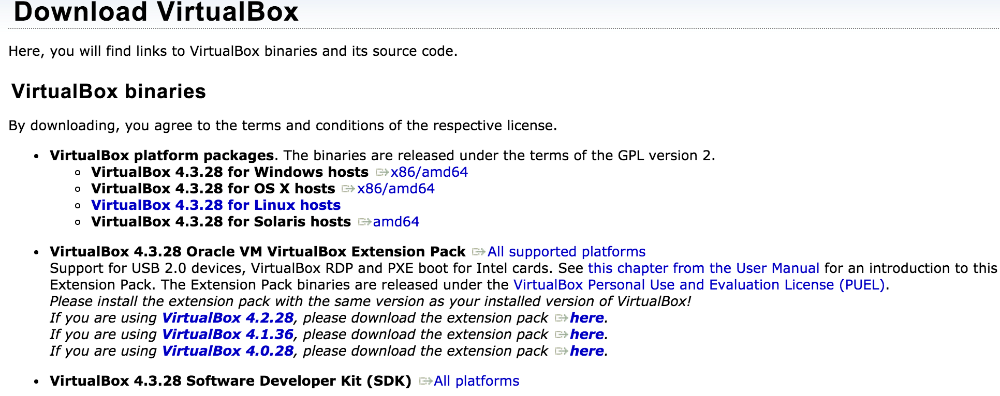 Download VirtualBox
Here, you will find links to VirtualBox binaries and its source code.
VirtualBox binaries
By downloading, you agree to the terms and conditions of the respective license.
• VirtualBox platform packages. The binaries are released under the terms of the GPL version 2.
VirtualBox 4.3.28 for Windows hosts x86/amd64
VirtualBox 4.3.28 for OS X hosts x86/amd64
VirtualBox 4.3.28 for Linux hosts
VirtualBox 4.3.28 for Solaris hosts amd64
• VirtualBox 4.3.28 Oracle VM VirtualBox Extension Pack All supported platforms
Support for USB 2.0 devices, VirtualBox RDP and PXE boot for Intel cards. See this chapter from the User Manual for an introduction to this
Extension Pack. The Extension Pack binaries are released under the VirtualBox Personal Use and Evaluation License (PUEL).
Please install the extension pack with the same version as your installed version of VirtualBox!
If you are using VirtualBox 4.2.28, please download the extension pack here.
If you are using VirtualBox 4.1.36, please download the extension pack here.
If you are using VirtualBox 4.0.28, please download the extension pack here.
• VirtualBox 4.3.28 Software Developer Kit (SDK) All platforms